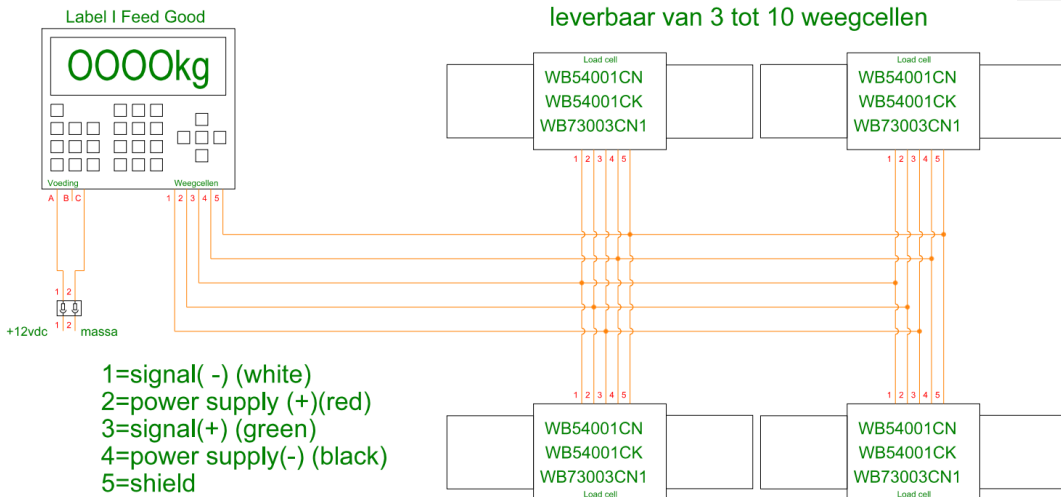 Label I Feed Good
leverbaar van 3 tot 10 weegcellen
OOOOkg
Voeding
Weegcellen
A B C
1 2 3 4 5
Load cell
WB54001CN
WB54001CK
WB73003CN1
1 2 3 4 5
Load cell
WB54001CN
WB54001CK
WB73003CN1
1 2 3 4 5
1 2
1 2
+12vdc
massa
1=signal( -) (white)
2=power supply (+)(red)
3=signal(+) (green)
4=power supply(-) (black)
5=shield
1 2 3 4 5
WB54001CN
WB54001CK
WB73003CN1
Load cell
1 2 3 4 5
WB54001CN
WB54001CK
WB73003CN1
Load cell